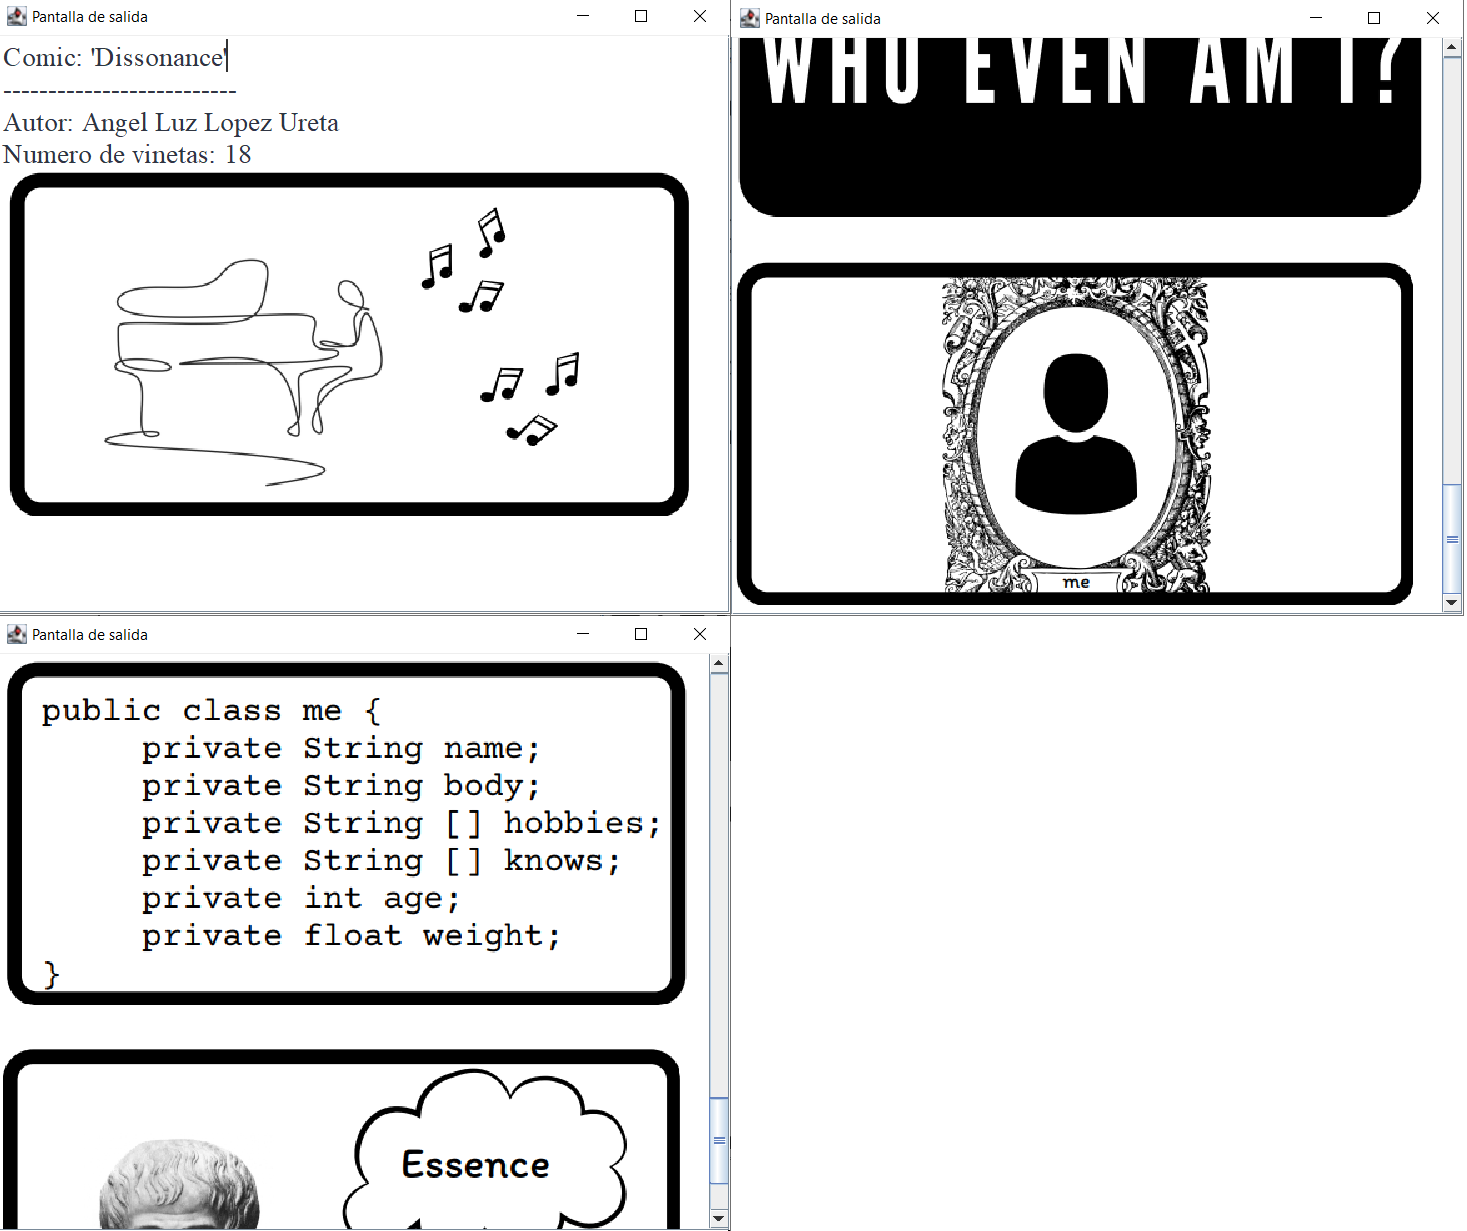 Pantalla de salida
Comic: 'Dissonance'
--------------------------
Autor: Angel Luz Lopez Ureta
Numero de vinetas: 18
Pantalla de salida
WHO EVEN AM I?
me
Pantalla de salida
public class me {
private String name;
private String body;
private String [] hobbies;
private String [] knows;
private int age;
private float weight;
}
Essence